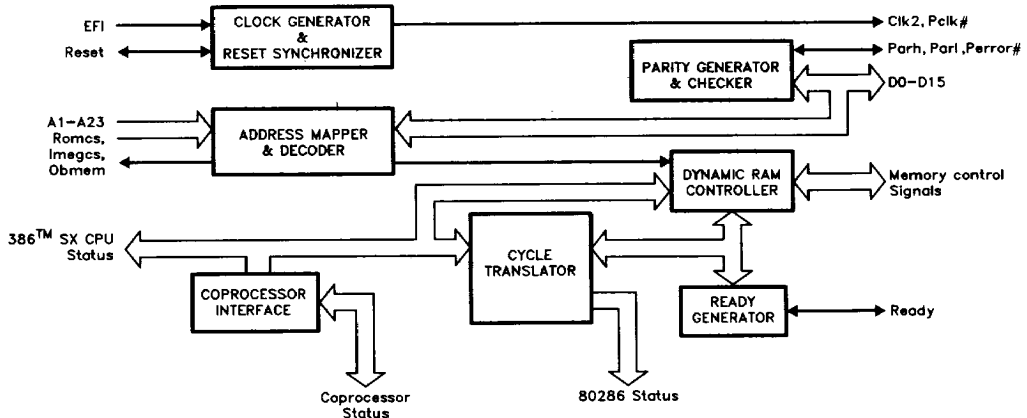 EFI
Reset
CLOCK GENERATOR
&
RESET SYNCHRONIZER
Clk2, Pclk#
PARITY GENERATOR
& CHECKER
Parh, Parl ,Perror#
D0-D15
A1-A23
Romcs,
Imegcs,
Obmem
ADDRESS MAPPER
& DECODER
DYNAMIC RAM
CONTROLLER
Memory control
Signals
386TM SX CPU
Status
CYCLE
TRANSLATOR
COPROCESSOR
INTERFACE
READY
GENERATOR
Ready
Coprocessor
Status
80286 Status